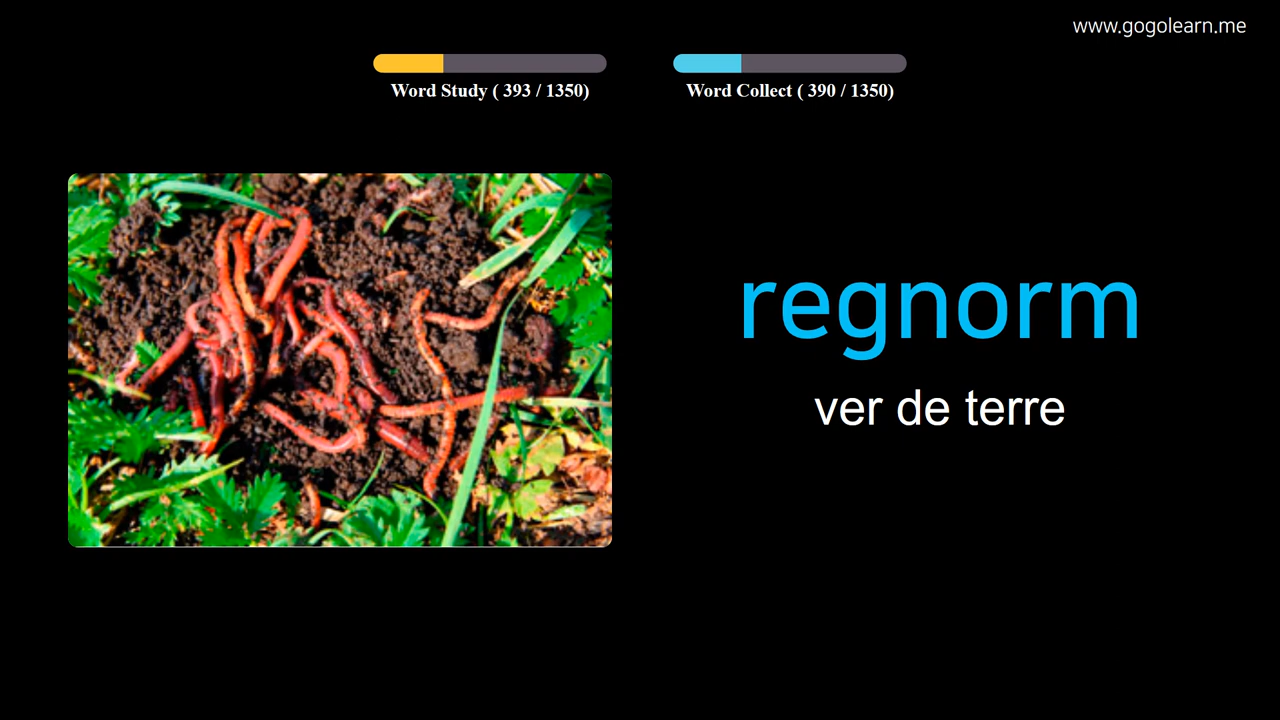 www.gogolearn.me
Word Study ( 393 / 1350)
Word Collect ( 390 / 1350)
regnorm
ver de terre